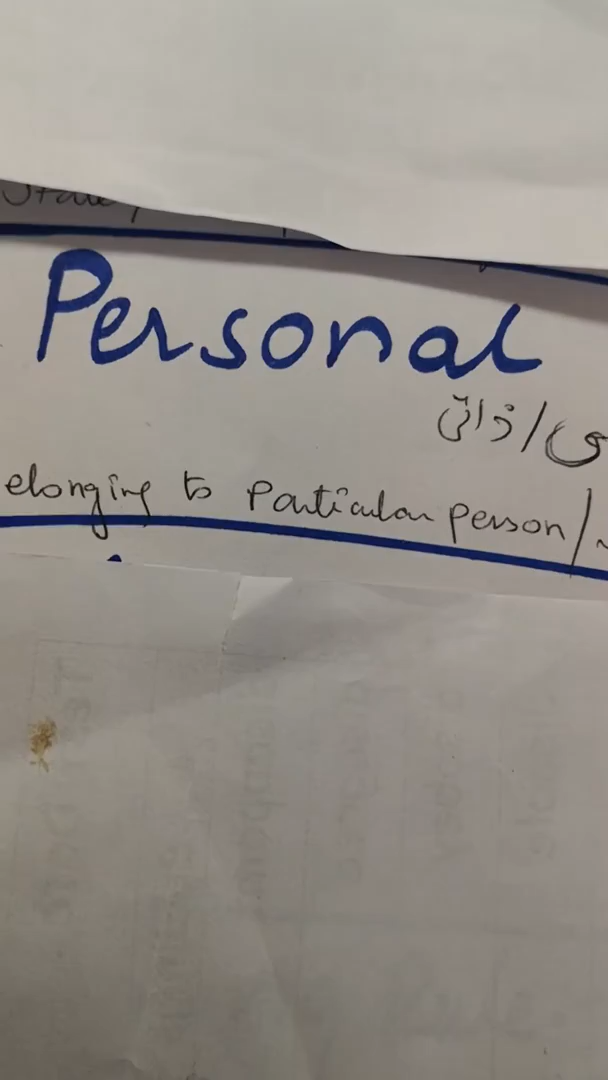 Personal
ذاتی/
elonging to particular person/